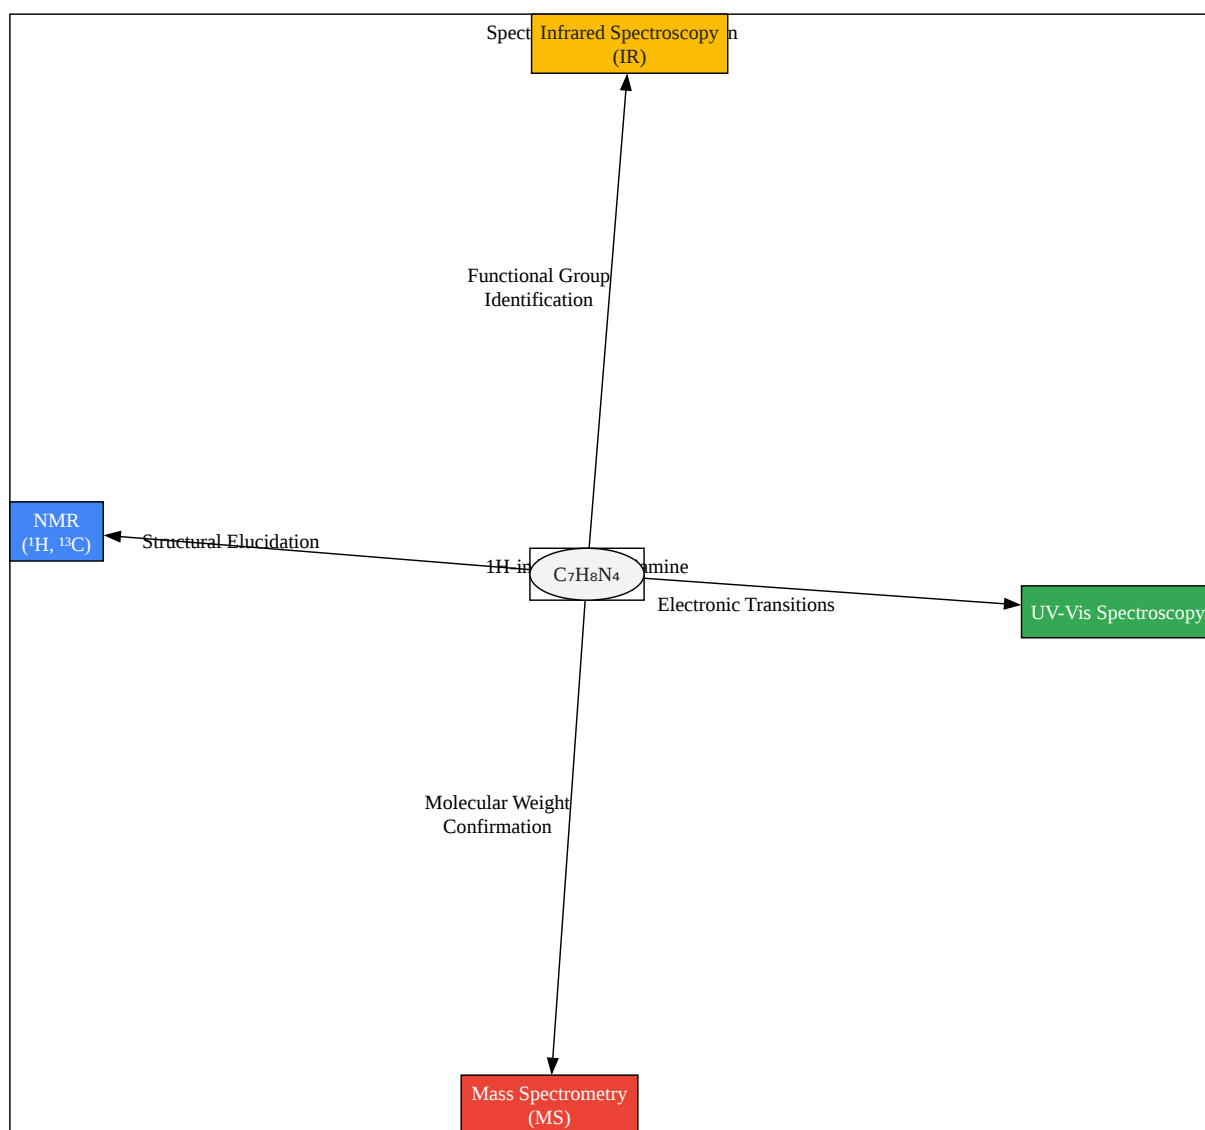 Infrared Spectroscopy
(IR)
Functional Group
Identification
NMR
(¹H, ¹³C)
Structural Elucidation
C₇H₈N₄
Electronic Transitions
UV-Vis Spectroscopy
Molecular Weight
Confirmation
Mass Spectrometry
(MS)